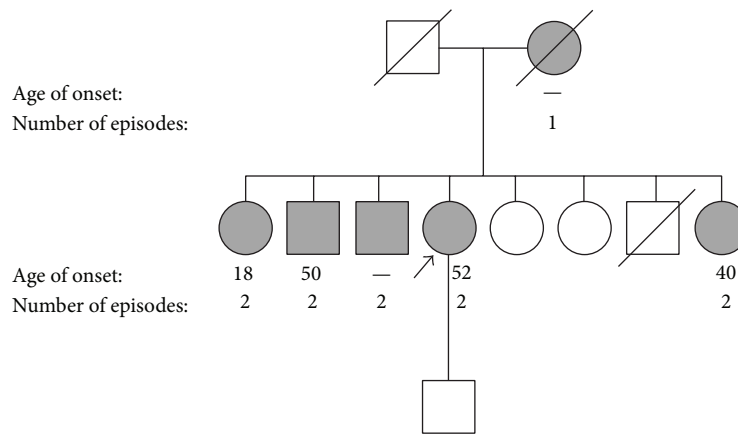 Age of onset: —
Number of episodes: 1
Age of onset: 18 50 — 52 40
Number of episodes: 2 2 2 2 2